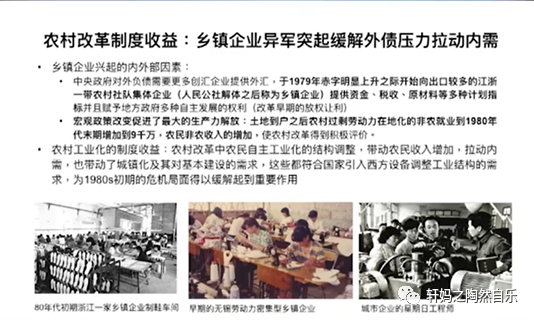 农村改革制度收益：乡镇企业异军突起缓解外债压力拉动内需
• 乡镇企业兴起的内外部因素：
• 中央政府对外负债需要更多创汇企业提供外汇，于1979年赤字明显上升之际开始向出口较多的江浙
一带农村社队集体企业（人民公社解体之后称为乡镇企业）提供资金、税收、原材料等多种计划指
标并且赋予地方政府多种自主发展的权利（改革早期的放权让利）
• 宏观政策改变促进了最大的生产力解放：土地到户之后农村过剩劳动力在地化的非农就业到1980年
代末期增加到9千万，农民非农收入的增加，使农村改革得到积极评价。
• 农村工业化的制度收益：农村改革中农民自主工业化的结构调整，带动农民收入增加，拉动内
需，也带动了城镇化及其对基本建设的需求，这些都符合国家引入西方设备调整工业结构的需
求，为1980s初期的危机局面得以缓解起到重要作用
80年代初期浙江一家乡镇企业制鞋车间
早期的无锡劳动力密集型乡镇企业
城市企业的星期日工程师
轩妈之陶然自乐